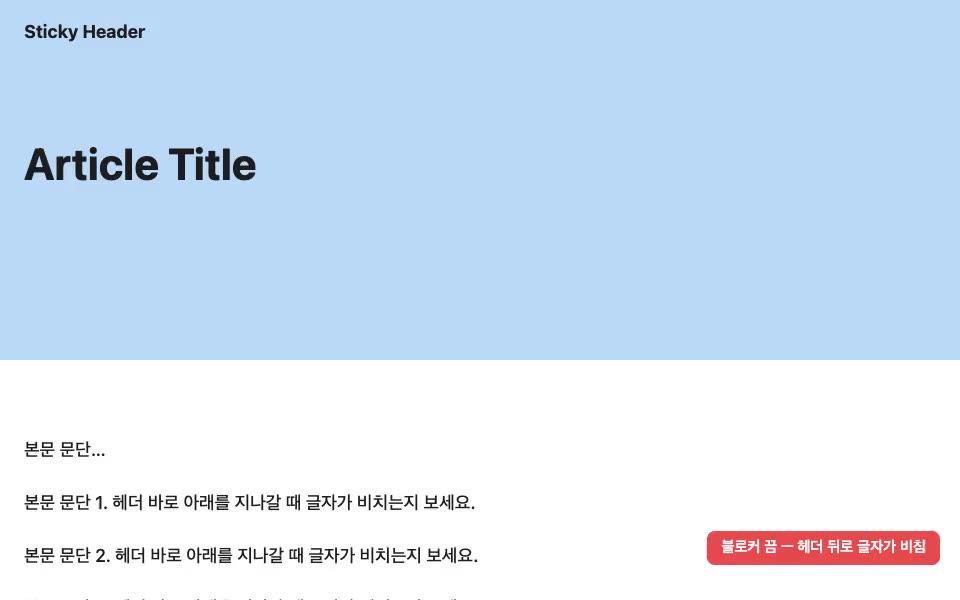 Sticky Header
Article Title
본문 문단...
본문 문단 1. 헤더 바로 아래를 지나갈 때 글자가 비치는지 보세요.
본문 문단 2. 헤더 바로 아래를 지나갈 때 글자가 비치는지 보세요.
블로커 끔 — 헤더 뒤로 글자가 비침